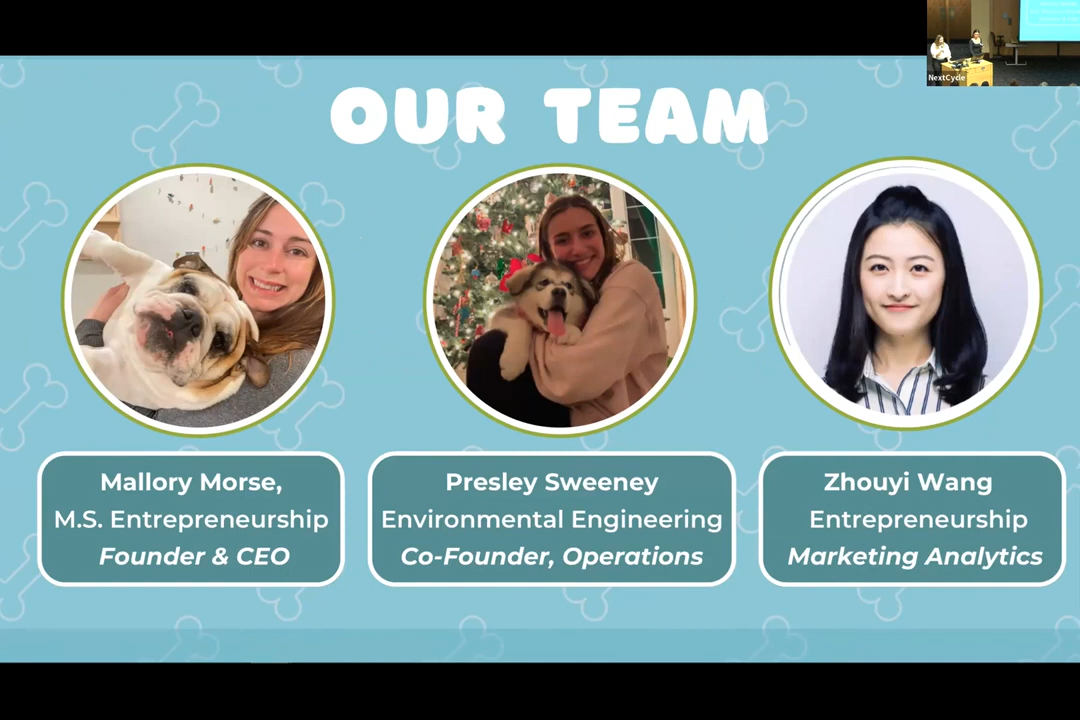 NextCycle
OUR TEAM
Mallory Morse,
M.S. Entrepreneurship
Founder & CEO
Presley Sweeney
Environmental Engineering
Co-Founder, Operations
Zhouyi Wang
Entrepreneurship
Marketing Analytics